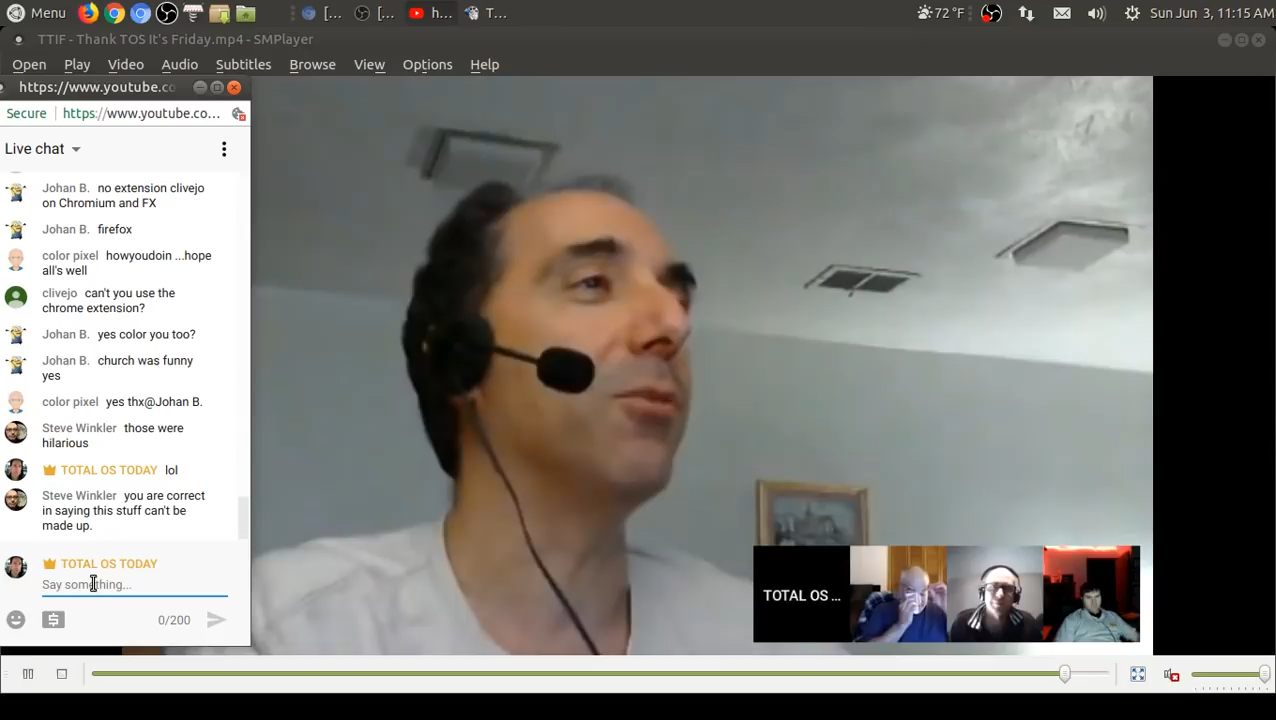 Menu [... [... h... T... 72 °F Sun Jun 3, 11:15 AM
TTIF - Thank TOS It's Friday.mp4 - SMPlayer
Open Play Video Audio Subtitles Browse View Options Help
https://www.youtube.co
Secure https://www.youtube.co...
Live chat
Johan B. no extension clivejo
on Chromium and FX
Johan B. firefox
color pixel howyoudoin ...hope
all's well
clivejo can't you use the
chrome extension?
Johan B. yes color you too?
Johan B. church was funny
yes
color pixel yes thx@Johan B.
Steve Winkler those were
hilarious
TOTAL OS TODAY lol
Steve Winkler you are correct
in saying this stuff can't be
made up.
TOTAL OS TODAY
Say something...
0/200
TOTAL OS ...